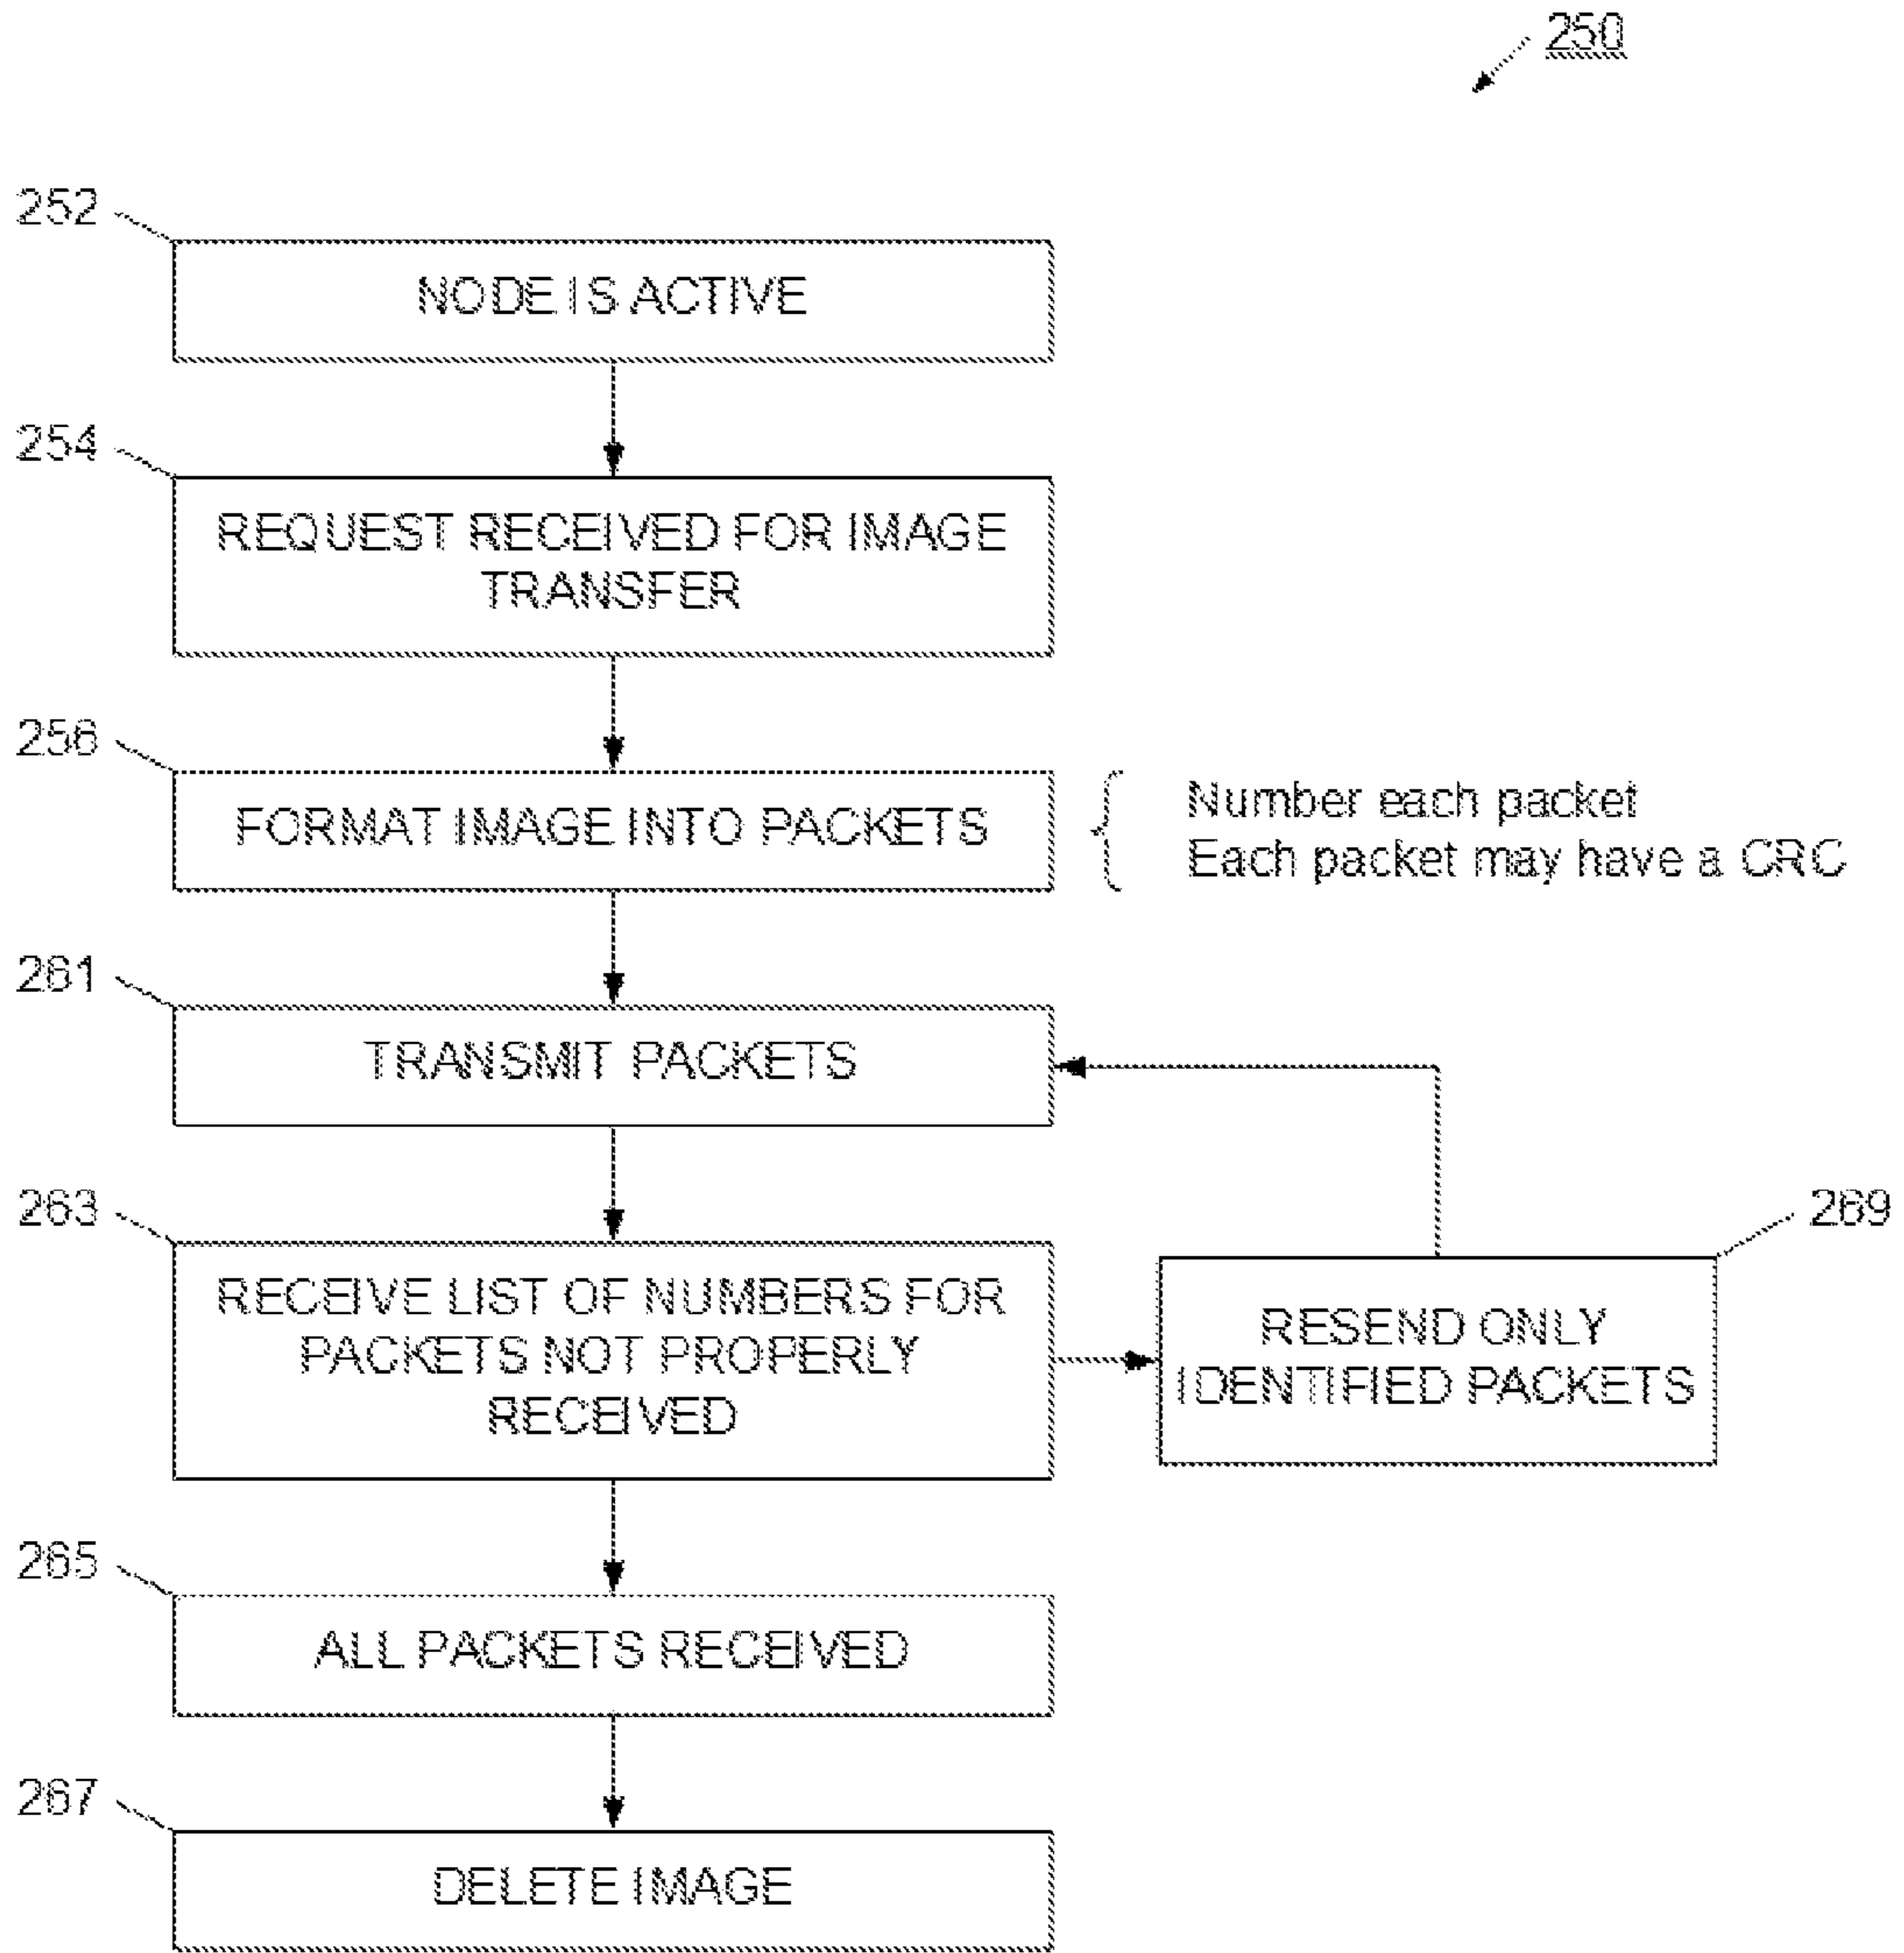 250
252
NODE IS ACTIVE
254
REQUEST RECEIVED FOR IMAGE
TRANSFER
256
FORMAT IMAGE INTO PACKETS
Number each packet
Each packet may have a CRC
261
TRANSMIT PACKETS
263
RECEIVE LIST OF NUMBERS FOR
PACKETS NOT PROPERLY
RECEIVED
269
RESEND ONLY
IDENTIFIED PACKETS
265
ALL PACKETS RECEIVED
267
DELETE IMAGE